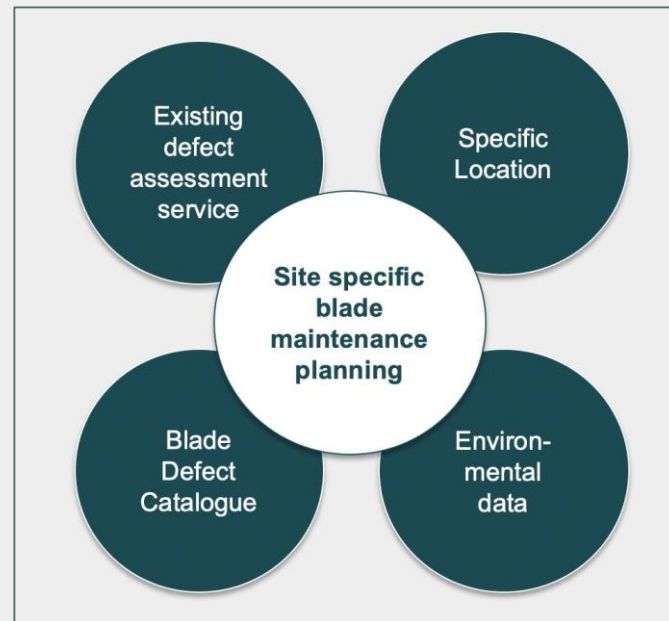 Existing
defect
assessment
service
Specific
Location
Site specific
blade
maintenance
planning
Blade
Defect
Catalogue
Environ-
mental
data